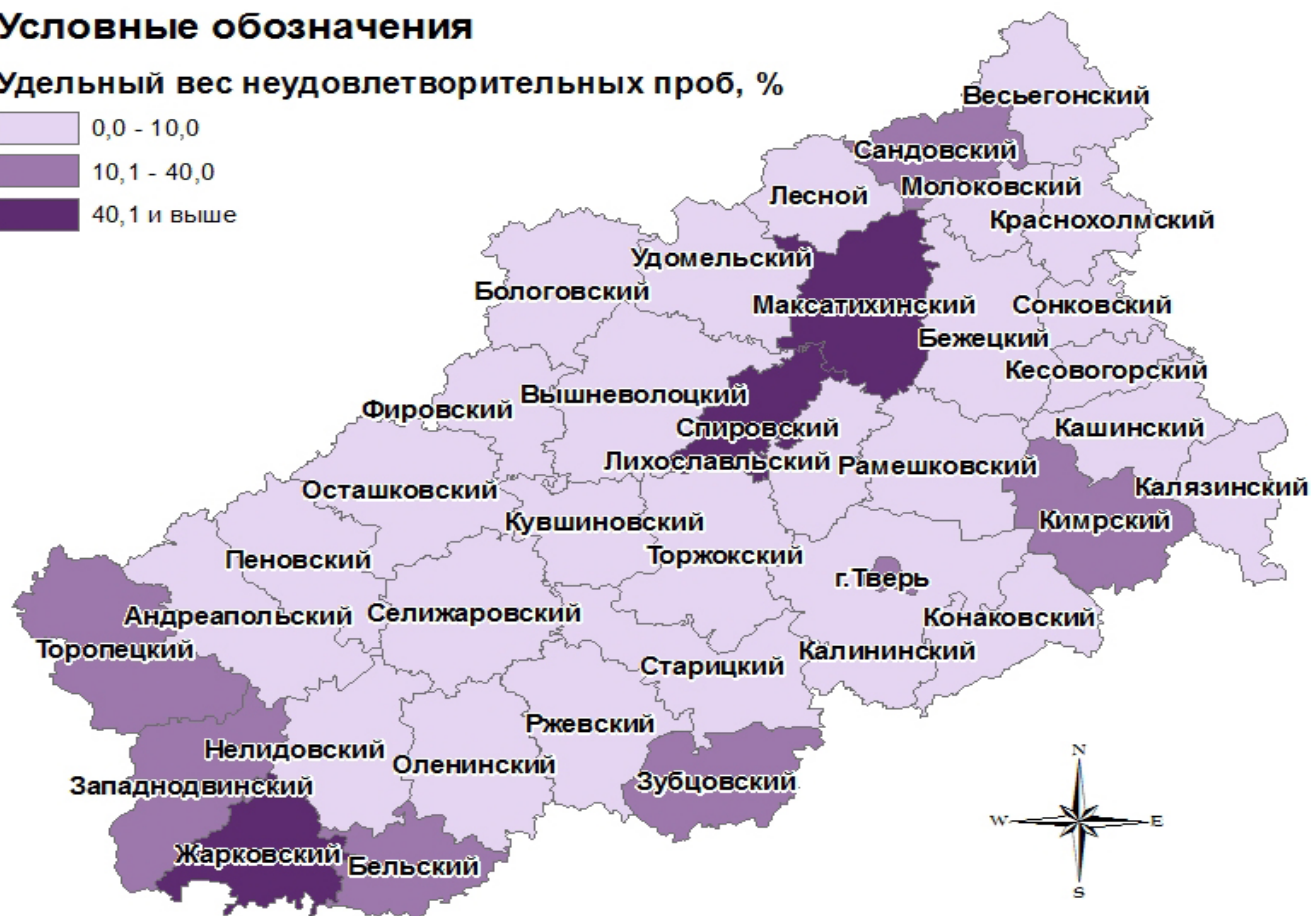 Условные обозначения
Удельный вес неудовлетворительных проб, %
0,0 - 10,0
10,1 - 40,0
40,1 и выше
Весьегонский
Сандовский
Молоковский
Лесной
Краснохолмский
Удомельский
Бологовский
Максатихинский
Сонковский
Бежецкий
Кесовогорский
Вышневолоцкий
Фировский
Спировский
Кашинский
Лихославльский
Рамешковский
Осташковский
Калязинский
Кувшиновский
Кимрский
Торжокский
Пеновский
г.Тверь
Андреапольский
Селижаровский
Конаковский
Торопецкий
Калининский
Старицкий
Ржевский
Нелидовский
Оленинский
Зубцовский
Западнодвинский
Жарковский
Бельский
N
W
E
S